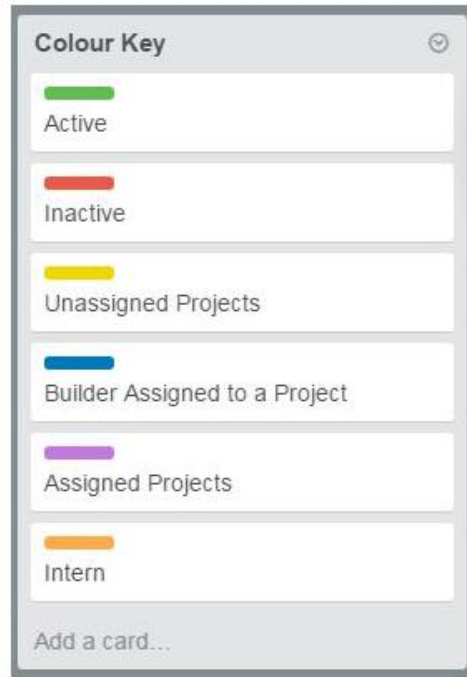 Colour Key
Active
Inactive
Unassigned Projects
Builder Assigned to a Project
Assigned Projects
Intern
Add a card...